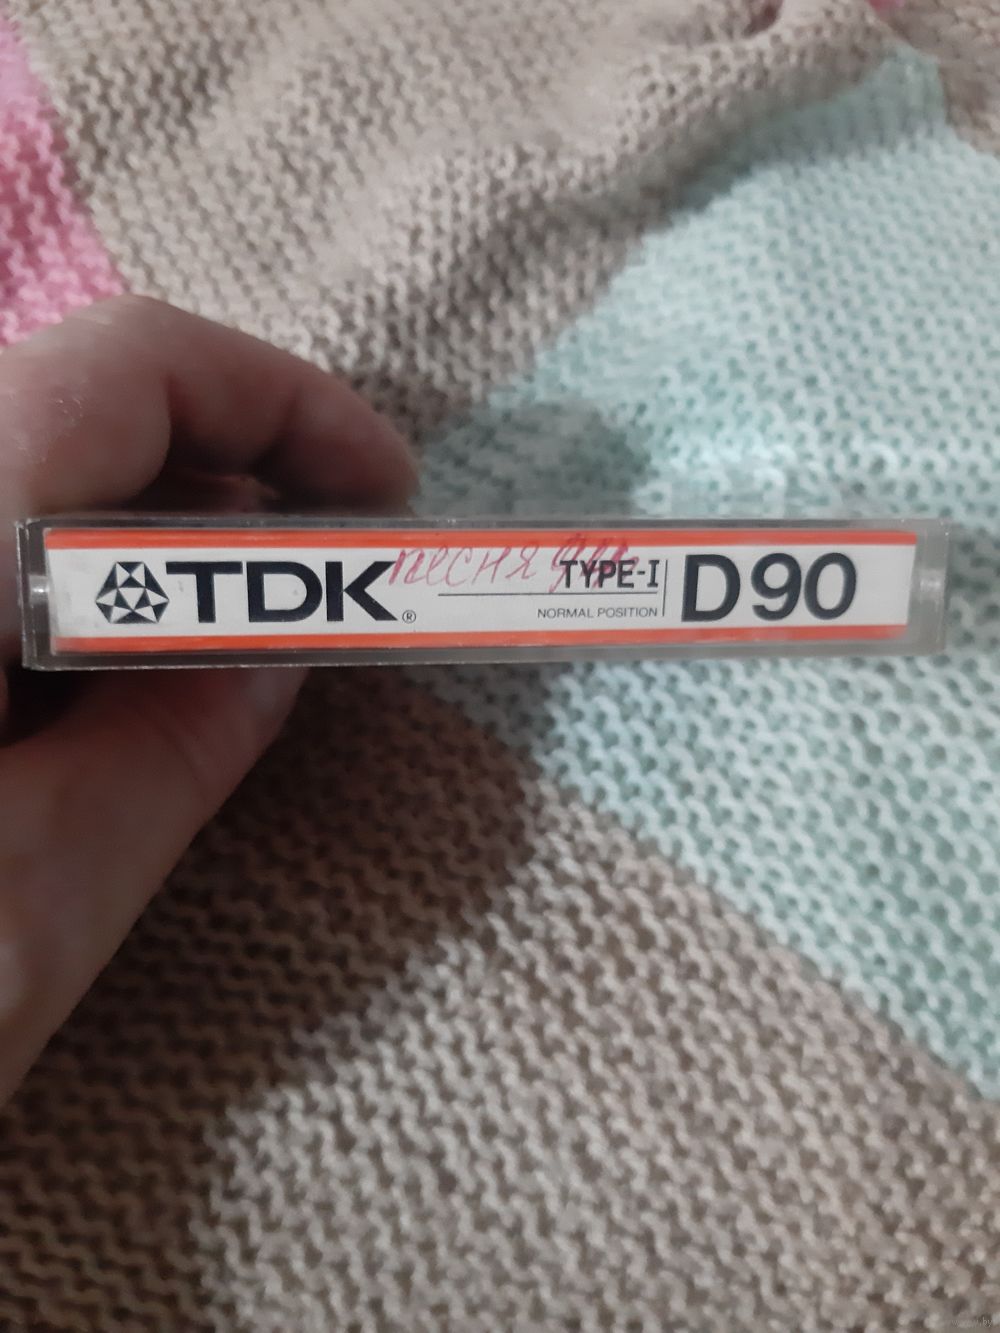 TDK®
песня
TYPE-I
NORMAL POSITION
D90